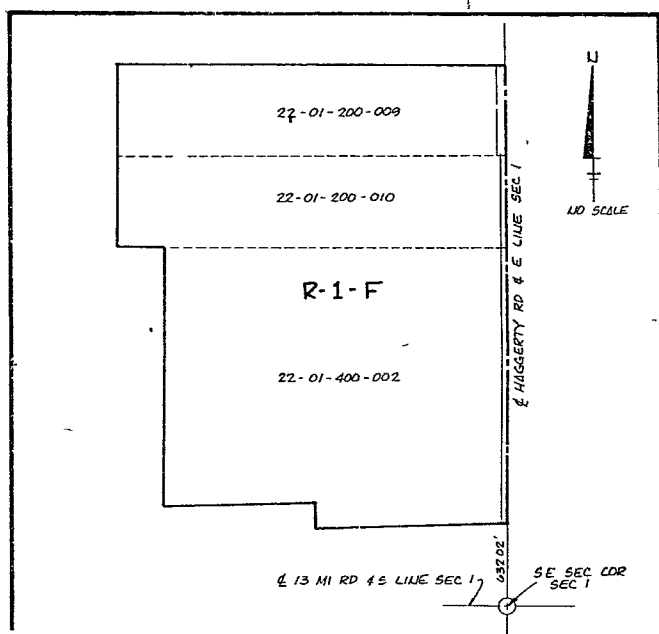 22-01-200-009
N
NO SCALE
22-01-200-010
℄ HAGGERTY RD & E LINE SEC 1
R-1-F
22-01-400-002
632.02'
℄ 13 MI RD & S LINE SEC 1
SE SEC COR
SEC 1